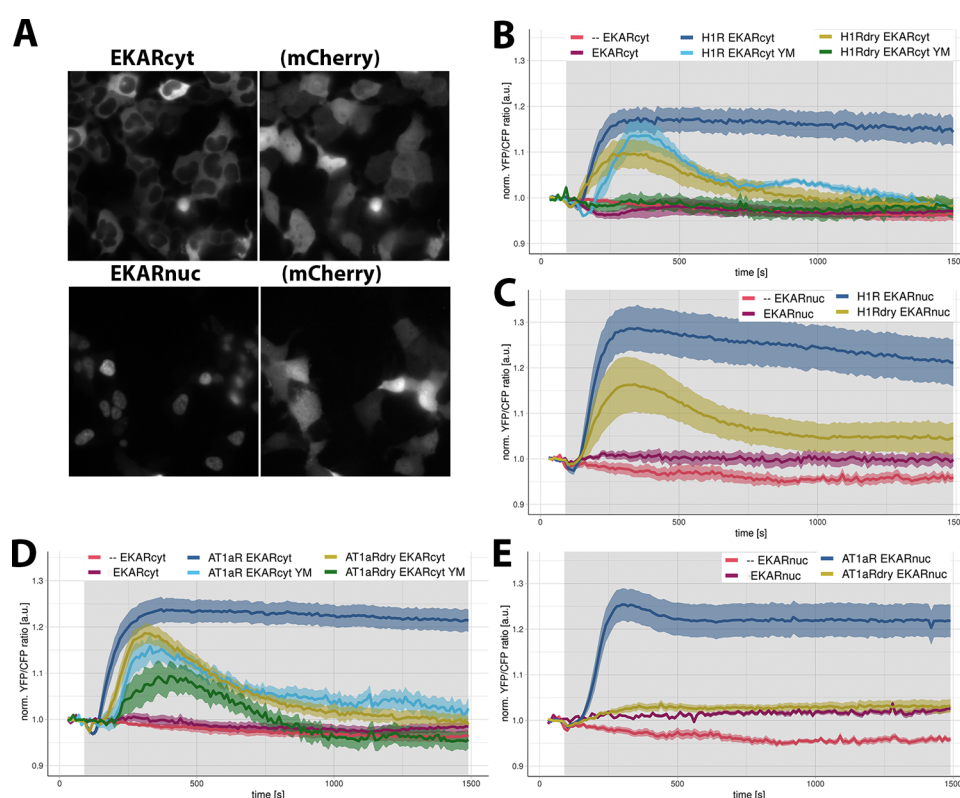 A
EKARcyt (mCherry)
EKARnuc (mCherry)
B
-- EKARcyt H1R EKARcyt H1Rdry EKARcyt
EKARcyt H1R EKARcyt YM H1Rdry EKARcyt YM
norm. YFP/CFP ratio [a.u.]
1.3
1.2
1.1
1.0
0.9
0 500 1000 1500
time [s]
C
-- EKARnuc H1R EKARnuc
EKARnuc H1Rdry EKARnuc
norm. YFP/CFP ratio [a.u.]
1.3
1.2
1.1
1.0
0.9
0 500 1000 1500
time [s]
D
-- EKARcyt AT1aR EKARcyt AT1aRdry EKARcyt
EKARcyt AT1aR EKARcyt YM AT1aRdry EKARcyt YM
norm. YFP/CFP ratio [a.u.]
1.3
1.2
1.1
1.0
0.9
0 500 1000 1500
time [s]
E
-- EKARnuc AT1aR EKARnuc
EKARnuc AT1aRdry EKARnuc
norm. YFP/CFP ratio [a.u.]
1.3
1.2
1.1
1.0
0.9
0 500 1000 1500
time [s]